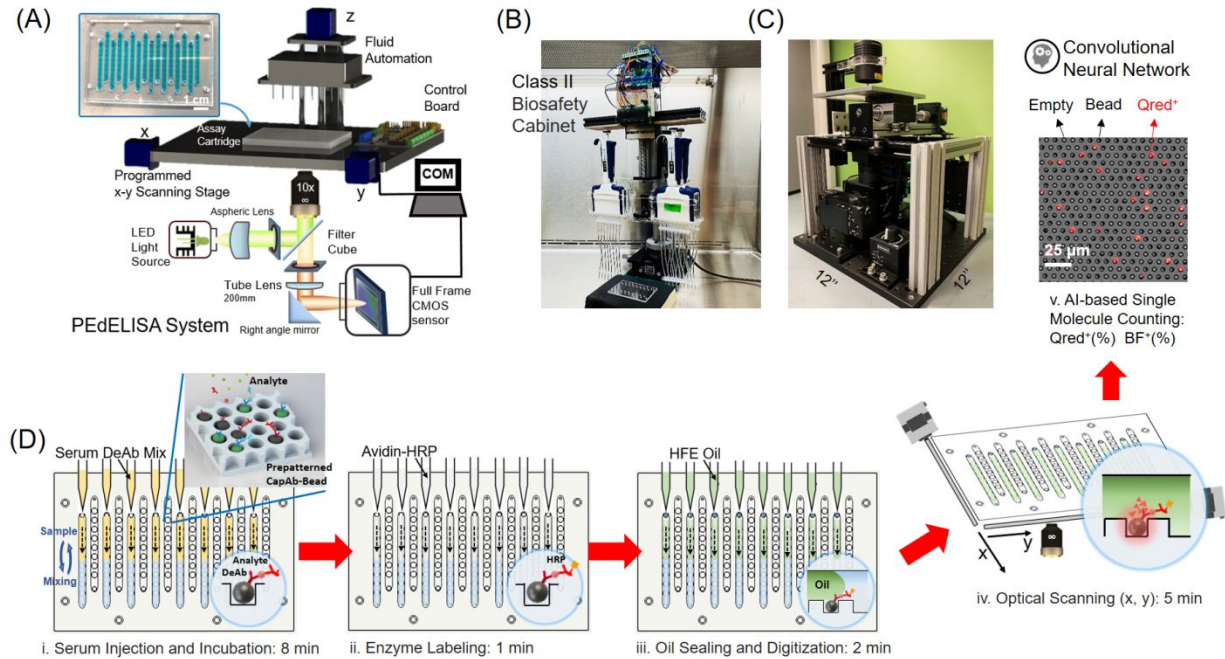 (A)
z
Fluid
Automation
Control
Board
1 cm
Assay
Cartridge
x
Programmed
x-y Scanning Stage
y
COM
10x
∞
Aspheric Lens
LED
Light
Source
Filter
Cube
Tube Lens
200mm
Full Frame
CMOS
sensor
Right angle mirror
PEdELISA System
(B)
Class II
Biosafety
Cabinet
(C)
12”
12”
Convolutional
Neural Network
Empty
Bead
Qred⁺
25 μm
v. AI-based Single
Molecule Counting:
Qred⁺(%) BF⁺(%)
(D)
Analyte
Prepatterned
CapAb-Bead
Serum DeAb Mix
Sample
Mixing
Analyte
DeAb
i. Serum Injection and Incubation: 8 min
Avidin-HRP
HRP
ii. Enzyme Labeling: 1 min
HFE Oil
Oil
iii. Oil Sealing and Digitization: 2 min
x
y
∞
iv. Optical Scanning (x, y): 5 min